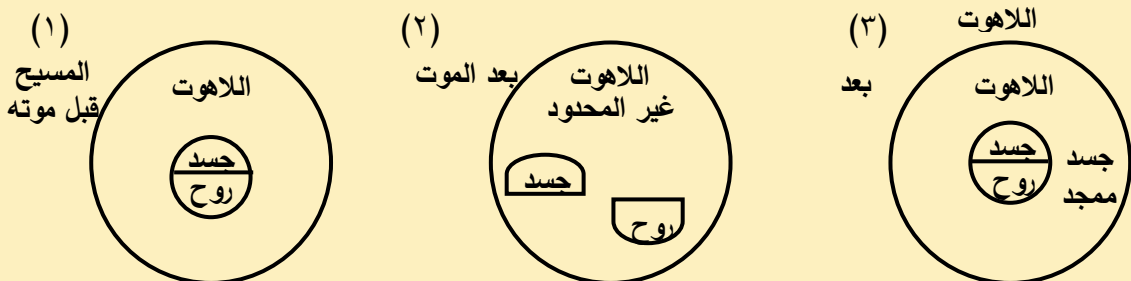 (١)
المسيح
قبل موته
اللاهوت
جسد
روح
(٢)
بعد الموت
اللاهوت
غير المحدود
جسد
روح
(٣)
اللاهوت
بعد
اللاهوت
جسد
روح
جسد
ممجد